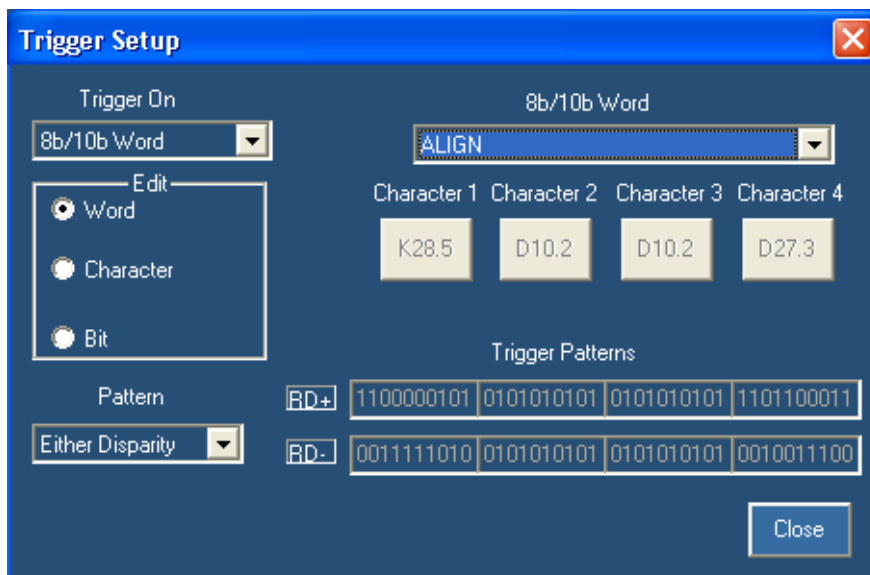 Trigger Setup
Trigger On
8b/10b Word
8b/10b Word
ALIGN
Edit
Word
Character
Bit
Character 1 Character 2 Character 3 Character 4
K28.5 D10.2 D10.2 D27.3
Trigger Patterns
Pattern
Either Disparity
RD+ 1100000101 0101010101 0101010101 1101100011
RD- 0011111010 0101010101 0101010101 0010011100
Close